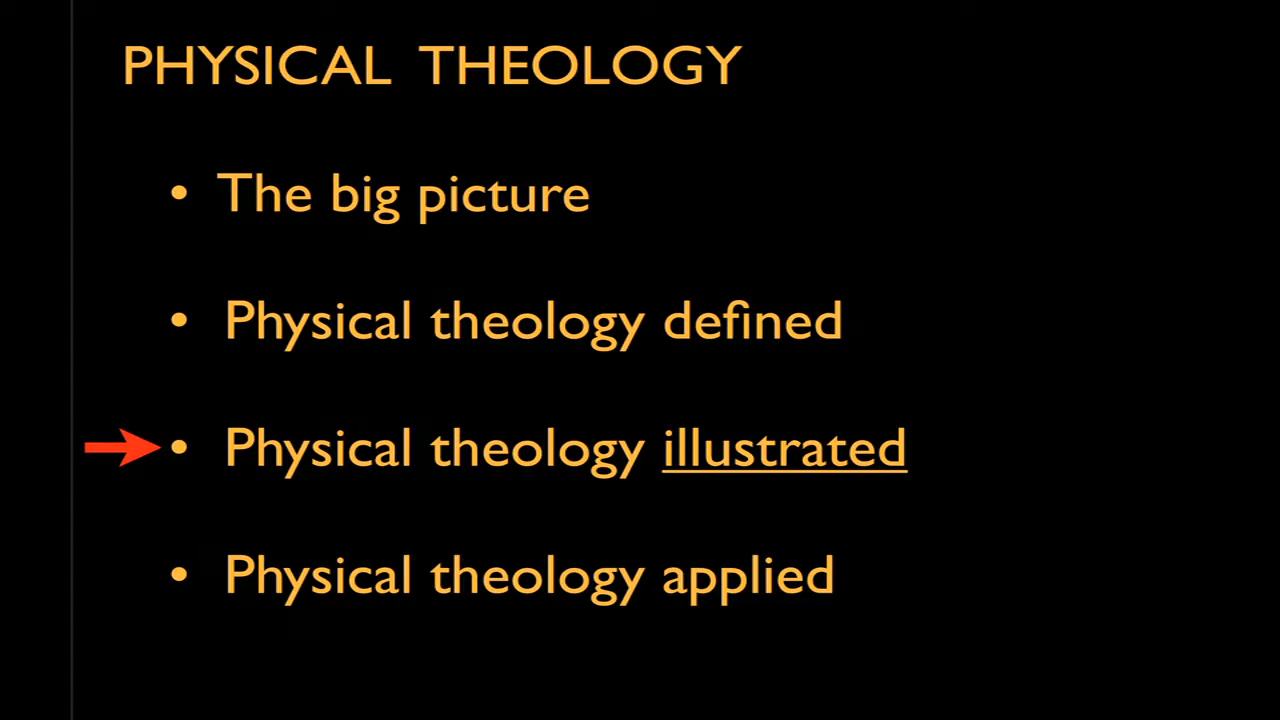 PHYSICAL THEOLOGY
• The big picture
• Physical theology defined
• Physical theology illustrated
• Physical theology applied